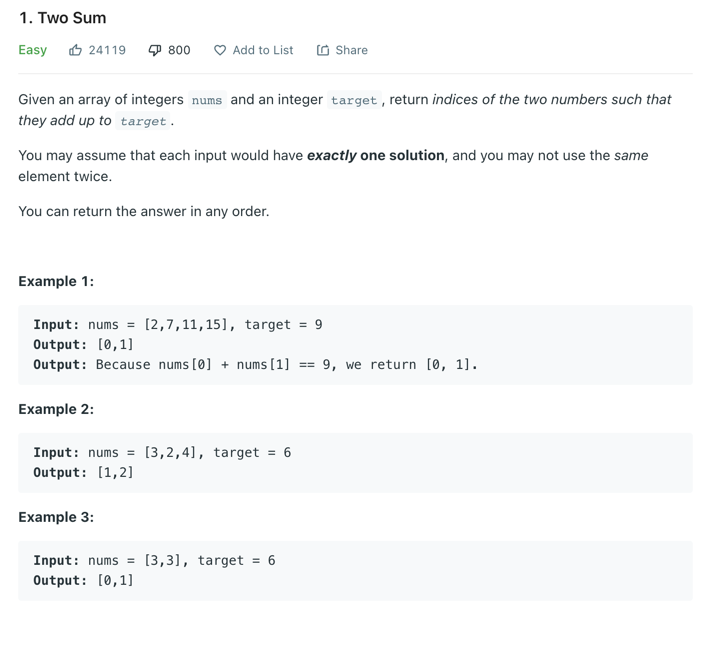 1. Two Sum
Easy 24119 800 Add to List Share
Given an array of integers nums and an integer target, return indices of the two numbers such that
they add up to target.
You may assume that each input would have exactly one solution, and you may not use the same
element twice.
You can return the answer in any order.
Example 1:
Input: nums = [2,7,11,15], target = 9
Output: [0,1]
Output: Because nums[0] + nums[1] == 9, we return [0, 1].
Example 2:
Input: nums = [3,2,4], target = 6
Output: [1,2]
Example 3:
Input: nums = [3,3], target = 6
Output: [0,1]